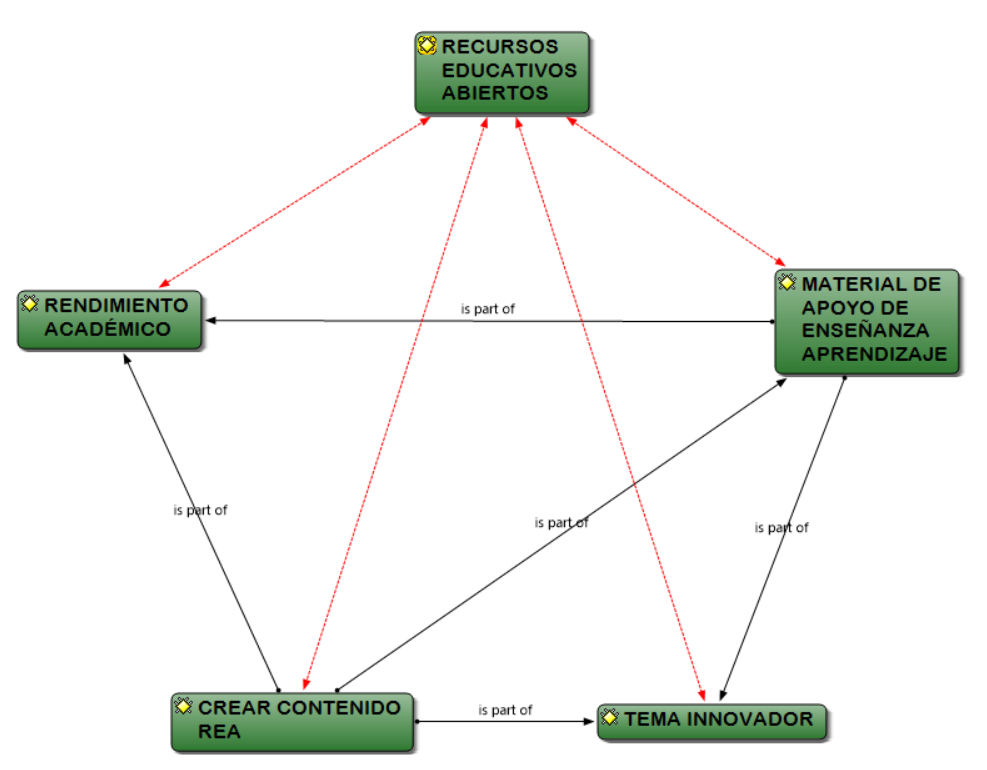 RECURSOS
EDUCATIVOS
ABIERTOS
RENDIMIENTO
ACADÉMICO
is part of
MATERIAL DE
APOYO DE
ENSEÑANZA
APRENDIZAJE
is part of
is part of
is part of
CREAR CONTENIDO
REA
is part of
TEMA INNOVADOR